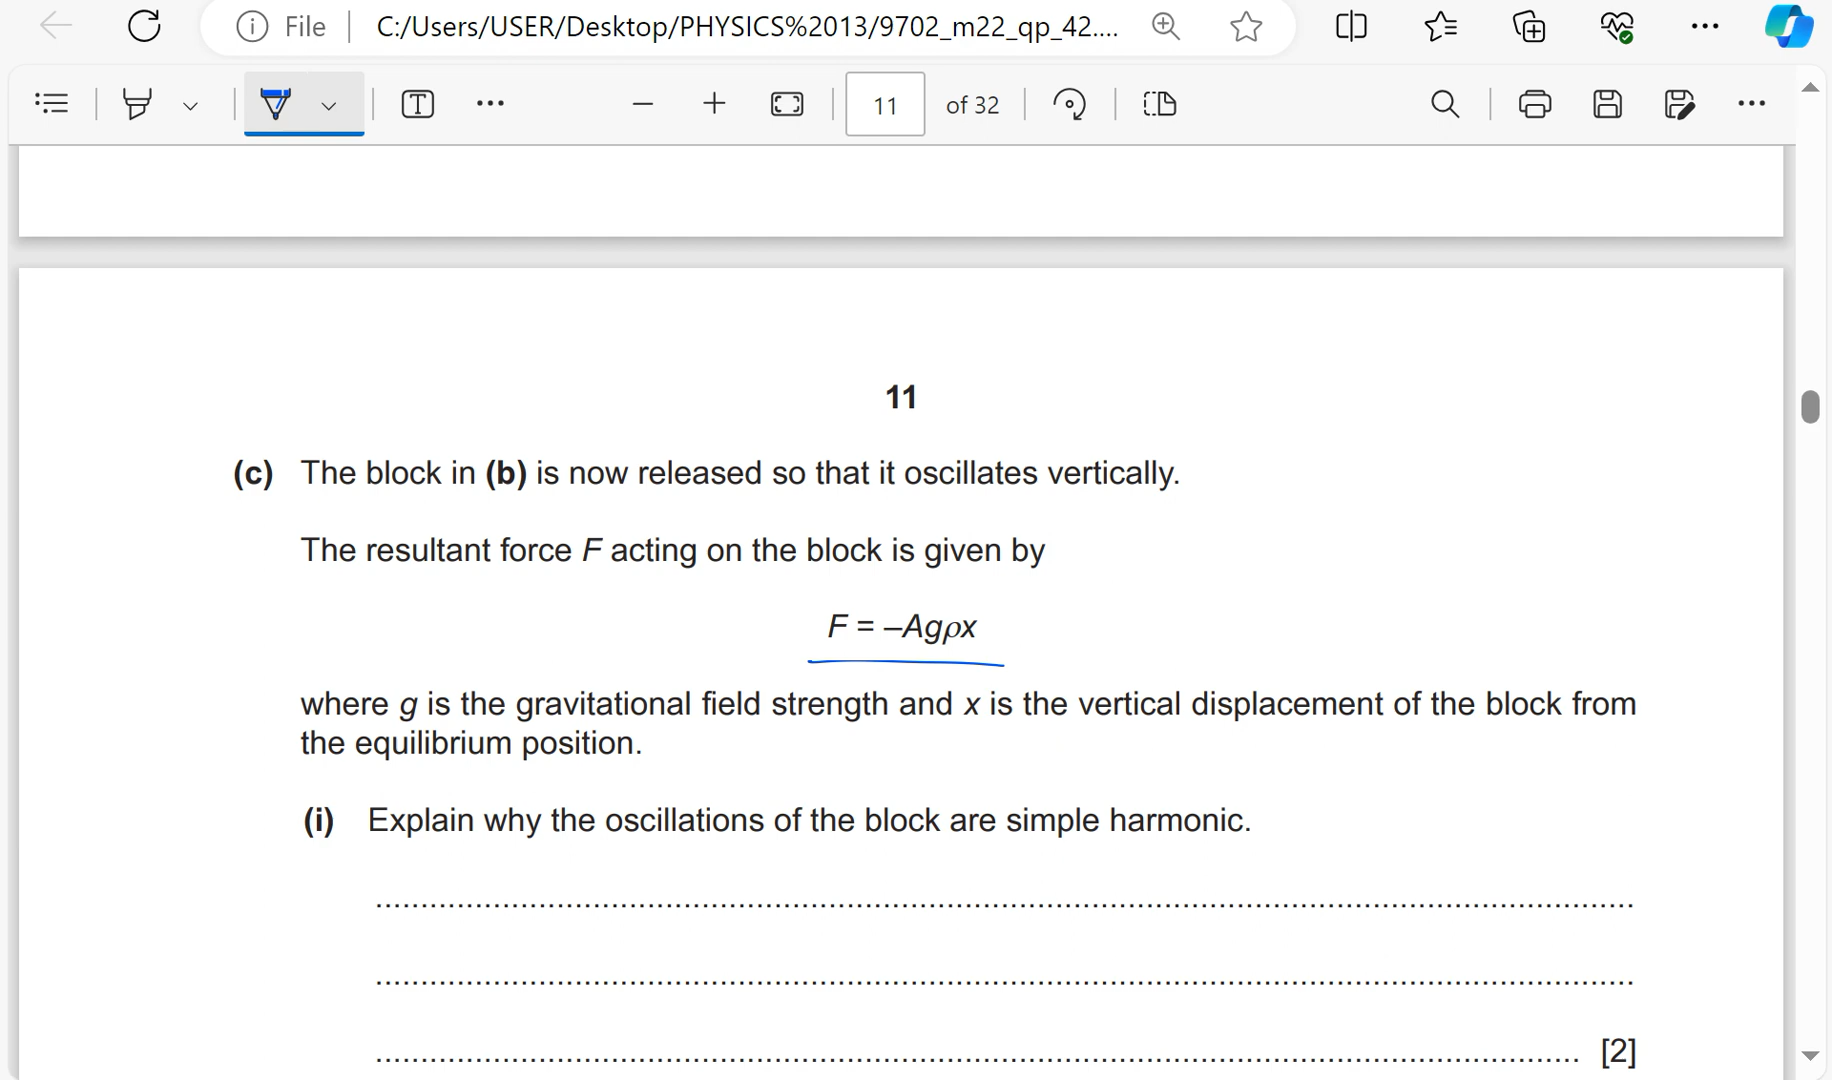 File
C:/Users/USER/Desktop/PHYSICS%2013/9702_m22_qp_42....
11 of 32
11
(c) The block in (b) is now released so that it oscillates vertically.
The resultant force F acting on the block is given by
F = –Agρx
where g is the gravitational field strength and x is the vertical displacement of the block from
the equilibrium position.
(i) Explain why the oscillations of the block are simple harmonic.
..........................................................................................................................................
..........................................................................................................................................
.................................................................................................................................... [2]